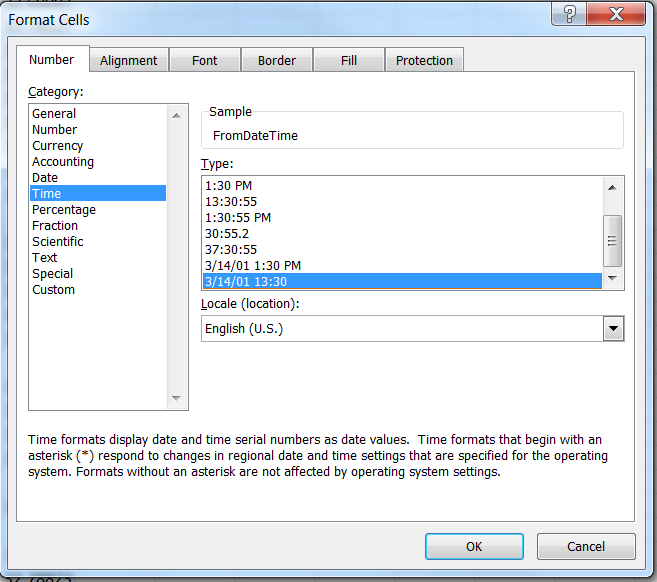 Format Cells
Number Alignment Font Border Fill Protection
Category:
General
Number
Currency
Accounting
Date
Time
Percentage
Fraction
Scientific
Text
Special
Custom
Sample
FromDateTime
Type:
1:30 PM
13:30:55
1:30:55 PM
30:55.2
37:30:55
3/14/01 1:30 PM
3/14/01 13:30
Locale (location):
English (U.S.)
Time formats display date and time serial numbers as date values.  Time formats that begin with an
asterisk (*) respond to changes in regional date and time settings that are specified for the operating
system. Formats without an asterisk are not affected by operating system settings.
OK Cancel